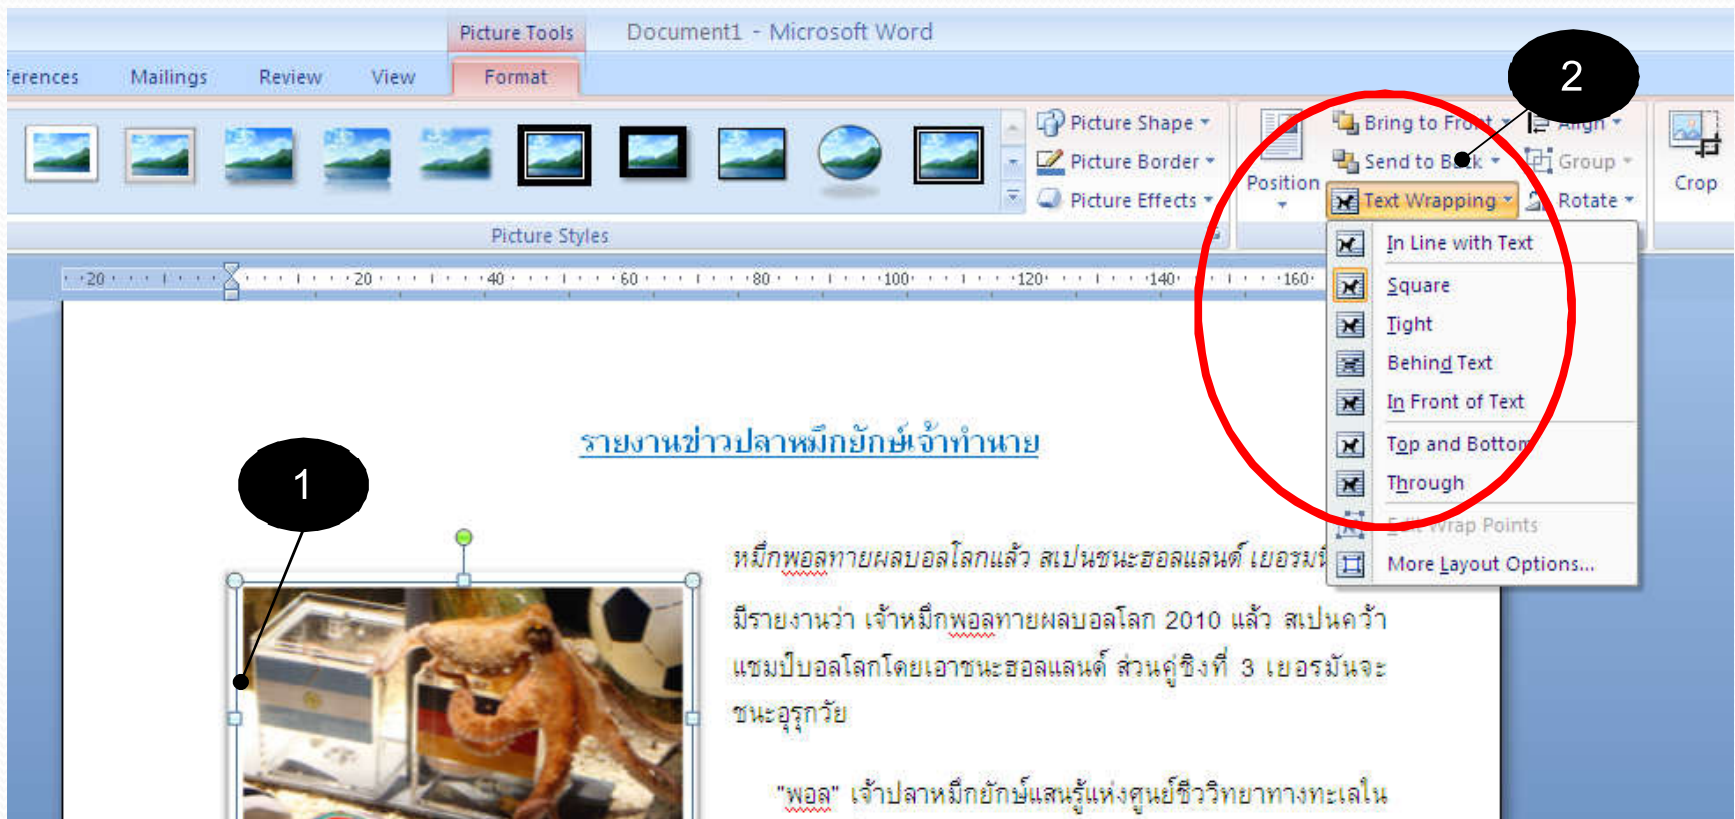 Picture Tools Document1 - Microsoft Word
ferences Mailings Review View Format
2
Picture Shape
Picture Border
Picture Effects
Picture Styles
Position
Bring to Front
Send to Back
Text Wrapping
Align
Group
Rotate
Crop
In Line with Text
Square
Tight
Behind Text
In Front of Text
Top and Bottom
Through
Edit Wrap Points
More Layout Options...
20 20 40 60 80 100 120 140 160
รายงานข่าวปลาหมึกยักษ์เจ้าทำนาย
1
หมึกพอลทายผลบอลโลกแล้ว สเปนชนะฮอลแลนด์
มีรายงานว่า เจ้าหมึกพอลทายผลบอลโลก 2010 แล้ว สเปนคว้า
แชมป์บอลโลกโดยเอาชนะฮอลแลนด์ ส่วนคู่ชิงที่ 3 เยอรมันจะ
ชนะอุรุกวัย
"พอล" เจ้าปลาหมึกยักษ์แสนรู้แห่งศูนย์ชีววิทยาทางทะเลใน